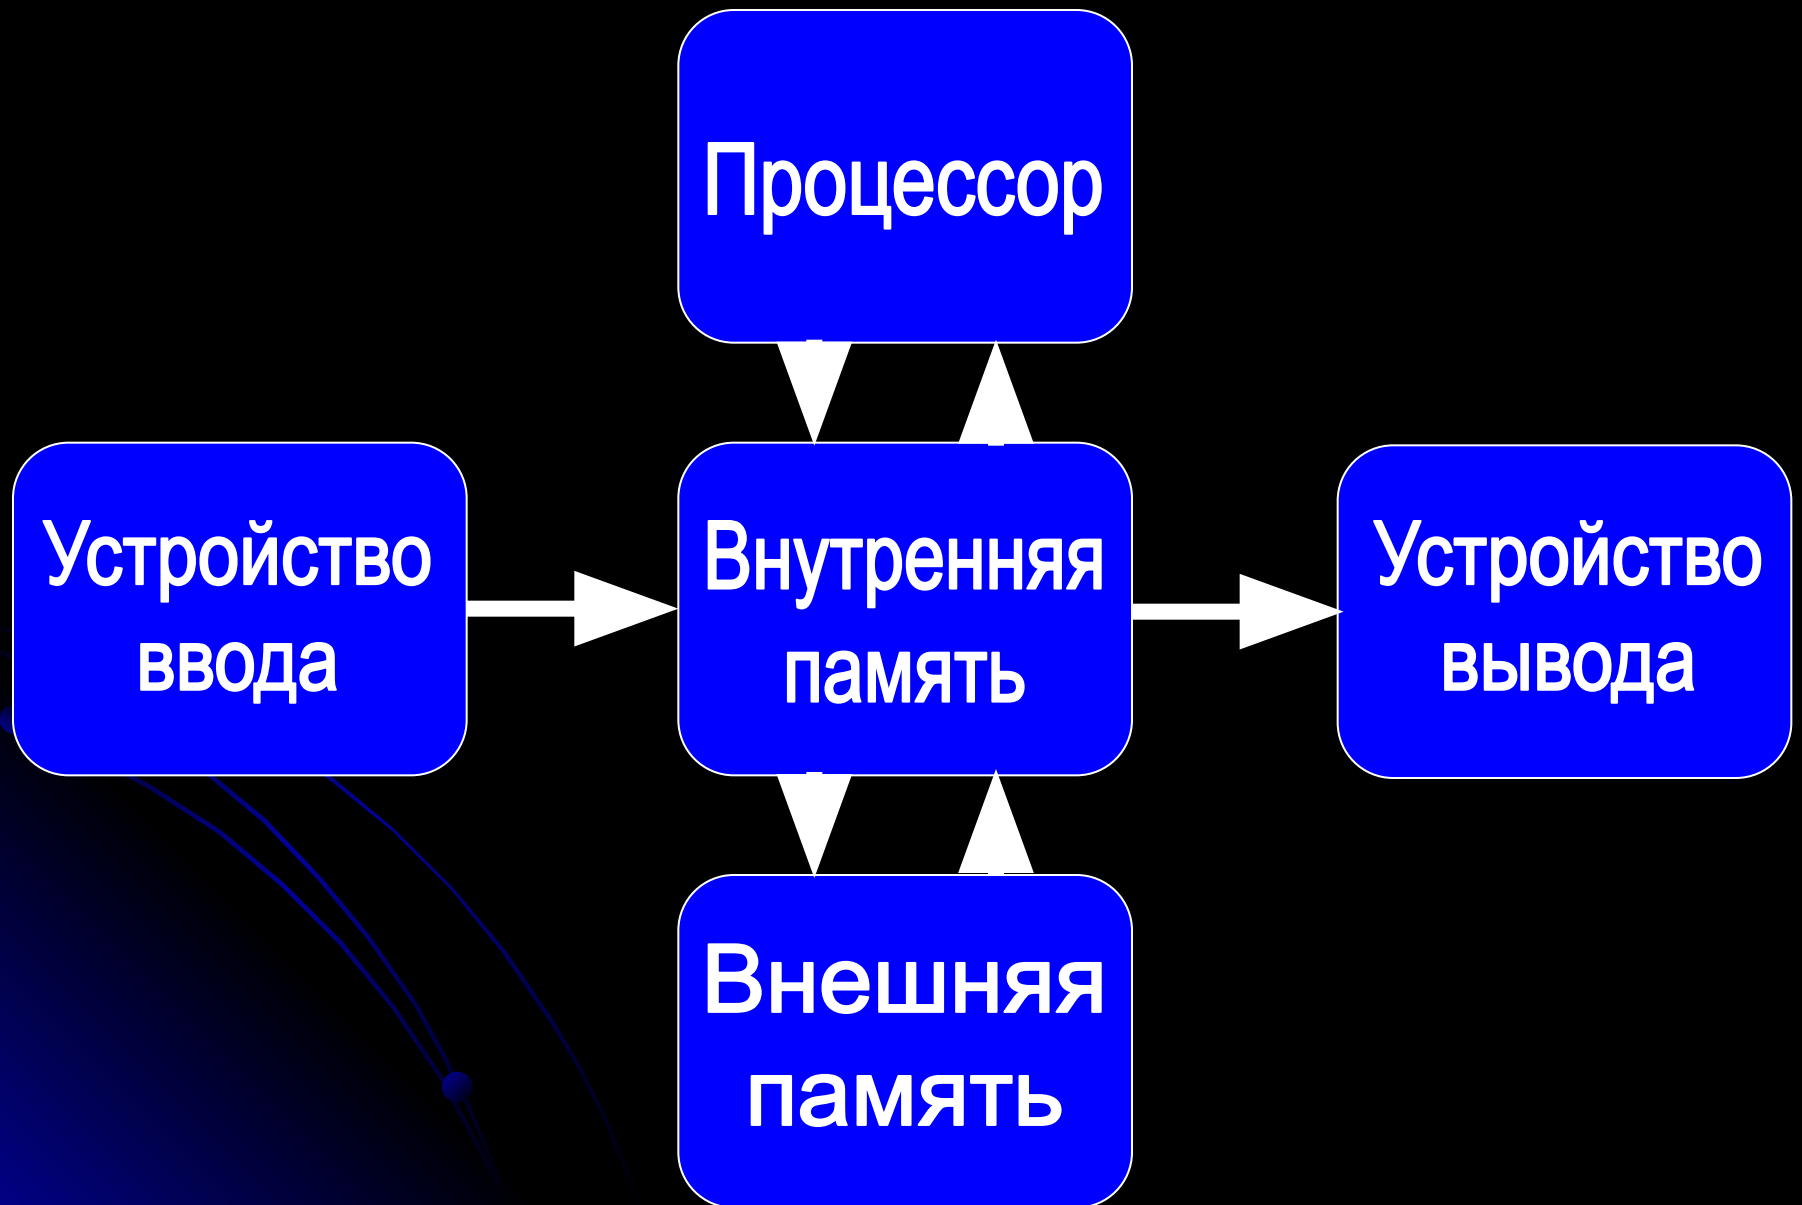 Процессор
Устройство
ввода
Внутренняя
память
Устройство
вывода
Внешняя
память